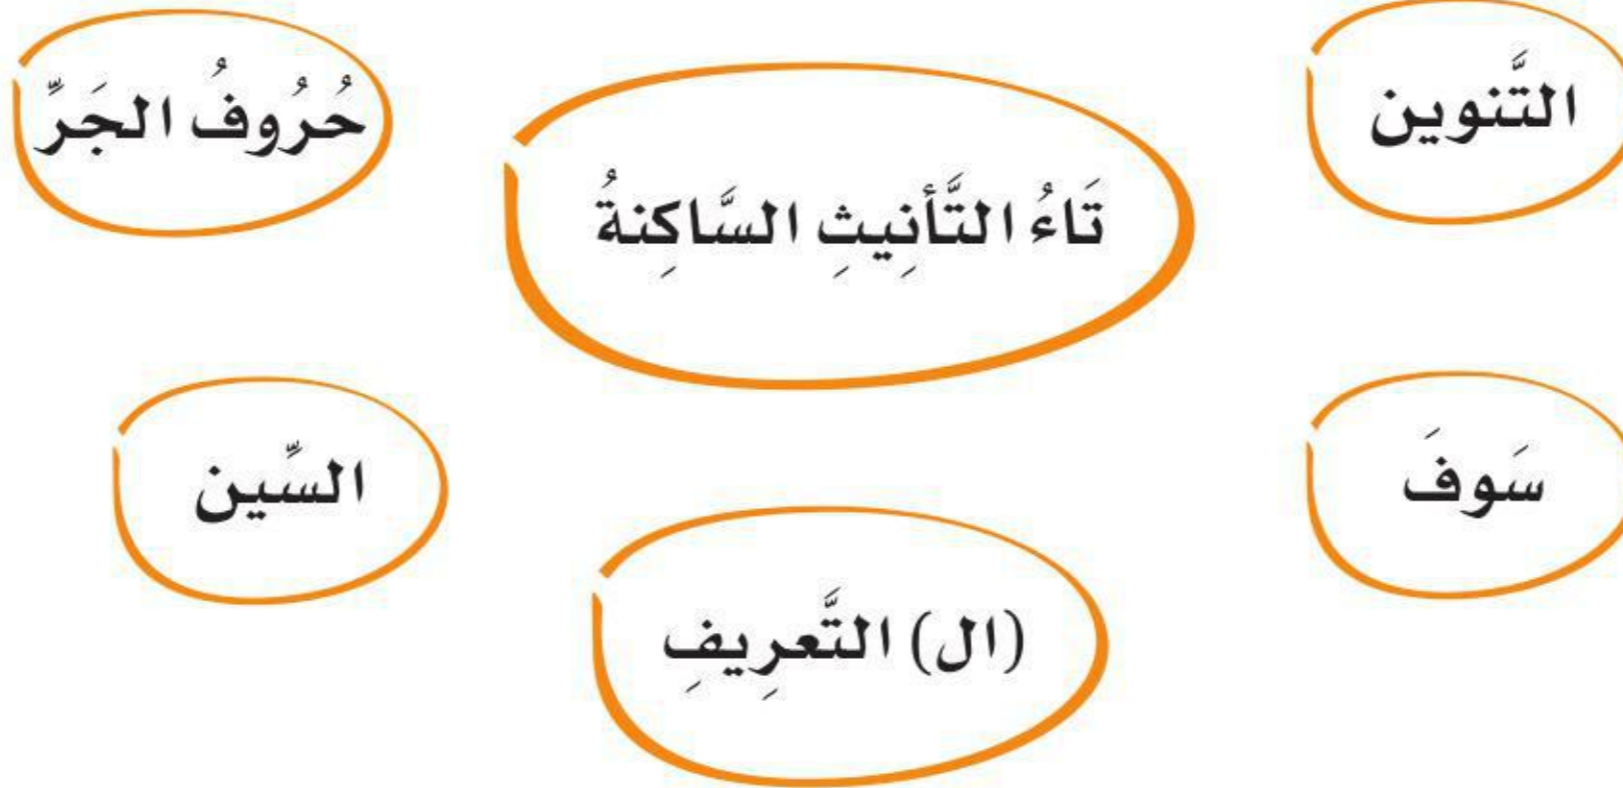 التَّنوين
تَاءُ التَّأنِيثِ السَّاكِنةُ
حُرُوفُ الجَرِّ
سَوفَ
السِّين
(ال) التَّعرِيفِ